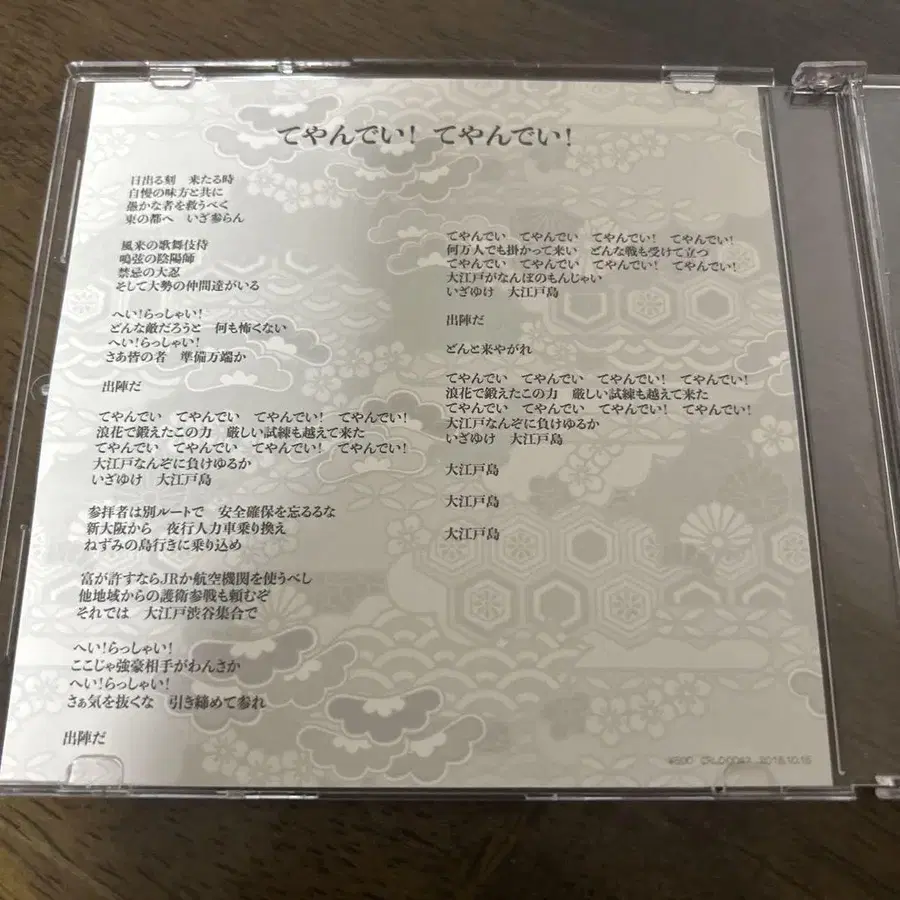 てやんでい！ てやんでい！
日出る刻　来たる時
自慢の味方と共に
愚かな者を救うべく
東の都へ　いざ参らん
風来の歌舞伎侍
鳴弦の陰陽師
禁忌の大忍
そして大勢の仲間達がいる
へい！らっしゃい！
どんな敵だろうと　何も怖くない
へい！らっしゃい！
さあ皆の者　準備万端か
出陣だ
てやんでい　てやんでい　てやんでい！　てやんでい！
浪花で鍛えたこの力　厳しい試練も越えて来た
てやんでい　てやんでい　てやんでい！　てやんでい！
大江戸なんぞに負けゆるか
いざゆけ　大江戸島
参拝者は別ルートで　安全確保を忘るるな
新大阪から　夜行人力車乗り換え
ねずみの島行きに乗り込め
富が許すならJRか航空機関を使うべし
他地域からの護衛参戦も頼むぞ
それでは　大江戸渋谷集合で
へい！らっしゃい！
ここじゃ強豪相手がわんさか
へい！らっしゃい！
さぁ気を抜くな　引き締めて参れ
出陣だ
てやんでい　てやんでい　てやんでい！　てやんでい！
何万人でも掛かって来い　どんな戦も受けて立つ
てやんでい　てやんでい　てやんでい！　てやんでい！
大江戸がなんぼのもんじゃい
いざゆけ　大江戸島
出陣だ
どんと来やがれ
てやんでい　てやんでい　てやんでい！　てやんでい！
浪花で鍛えたこの力　厳しい試練も越えて来た
てやんでい　てやんでい　てやんでい！　てやんでい！
大江戸なんぞに負けゆるか
いざゆけ　大江戸島
大江戸島
大江戸島
大江戸島
¥500 2018.10.16